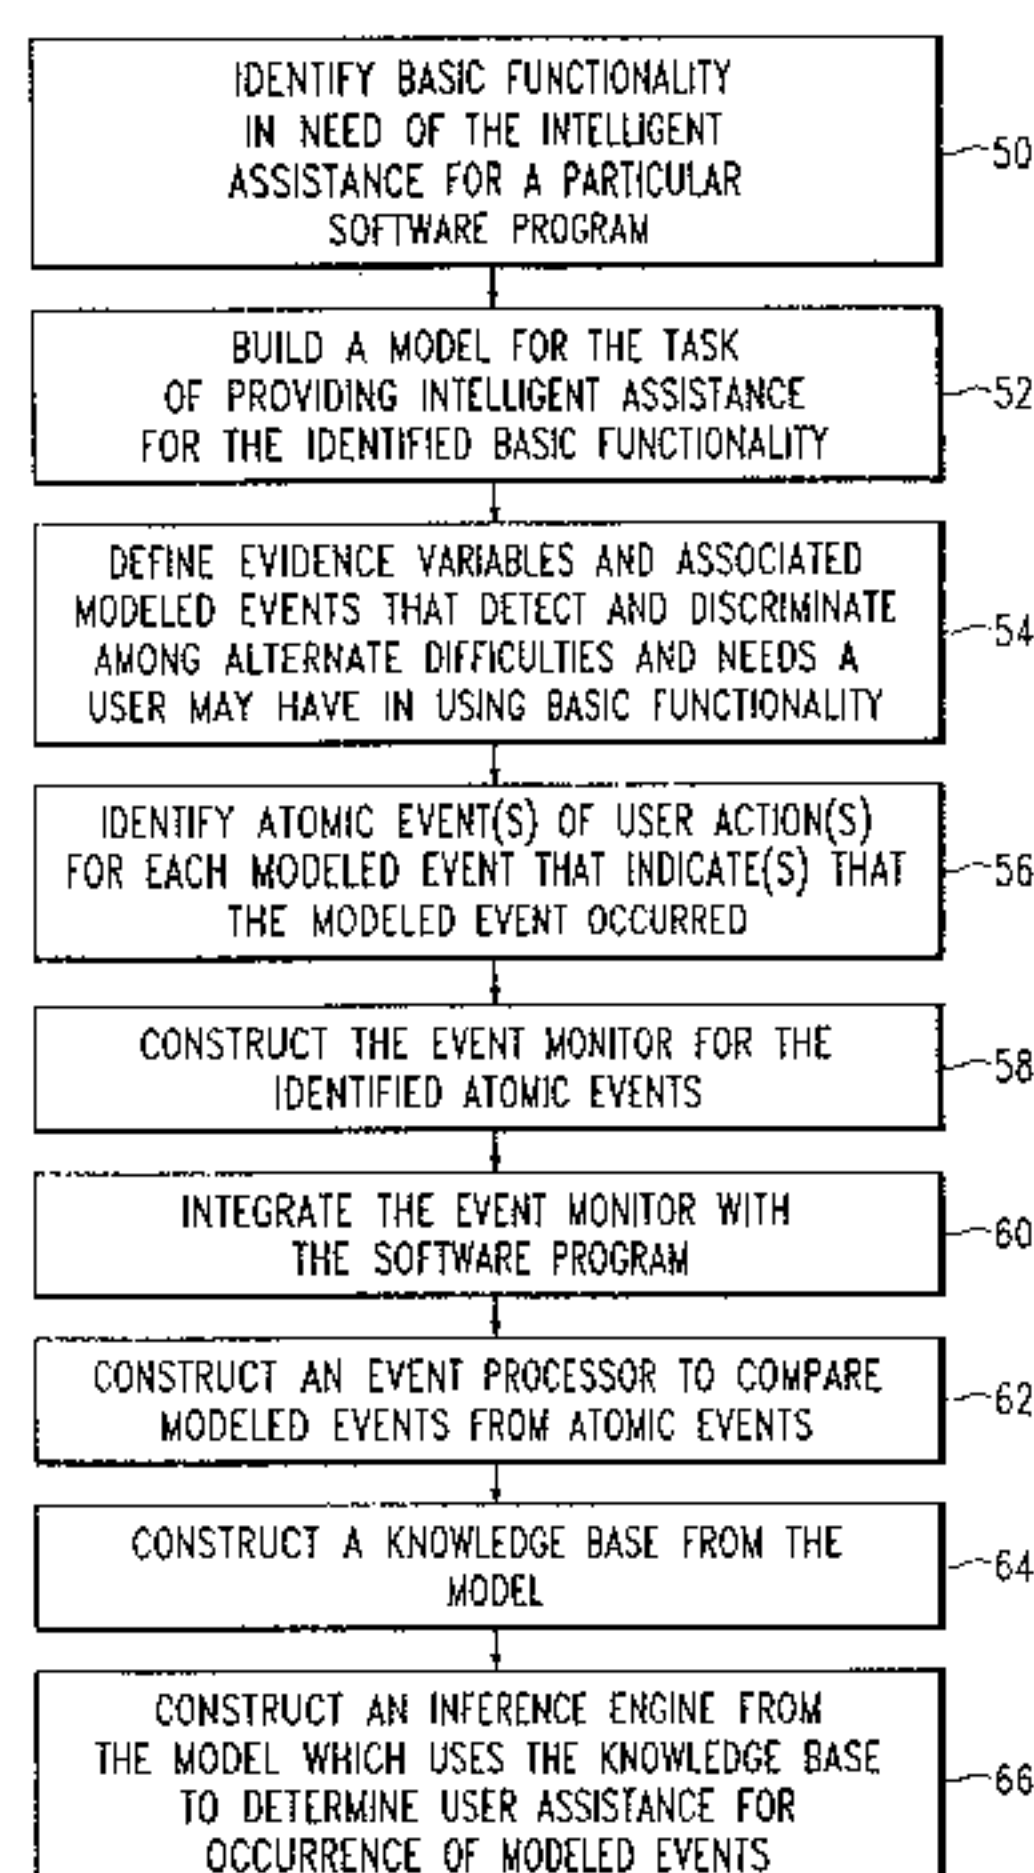 IDENTIFY BASIC FUNCTIONALITY
IN NEED OF THE INTELLIGENT
ASSISTANCE FOR A PARTICULAR
SOFTWARE PROGRAM
50
BUILD A MODEL FOR THE TASK
OF PROVIDING INTELLIGENT ASSISTANCE
FOR THE IDENTIFIED BASIC FUNCTIONALITY
52
DEFINE EVIDENCE VARIABLES AND ASSOCIATED
MODELED EVENTS THAT DETECT AND DISCRIMINATE
AMONG ALTERNATE DIFFICULTIES AND NEEDS A
USER MAY HAVE IN USING BASIC FUNCTIONALITY
54
IDENTIFY ATOMIC EVENT(S) OF USER ACTION(S)
FOR EACH MODELED EVENT THAT INDICATE(S) THAT
THE MODELED EVENT OCCURRED
56
CONSTRUCT THE EVENT MONITOR FOR THE
IDENTIFIED ATOMIC EVENTS
58
INTEGRATE THE EVENT MONITOR WITH
THE SOFTWARE PROGRAM
60
CONSTRUCT AN EVENT PROCESSOR TO COMPARE
MODELED EVENTS FROM ATOMIC EVENTS
62
CONSTRUCT A KNOWLEDGE BASE FROM THE
MODEL
64
CONSTRUCT AN INFERENCE ENGINE FROM
THE MODEL WHICH USES THE KNOWLEDGE BASE
TO DETERMINE USER ASSISTANCE FOR
OCCURRENCE OF MODELED EVENTS
66